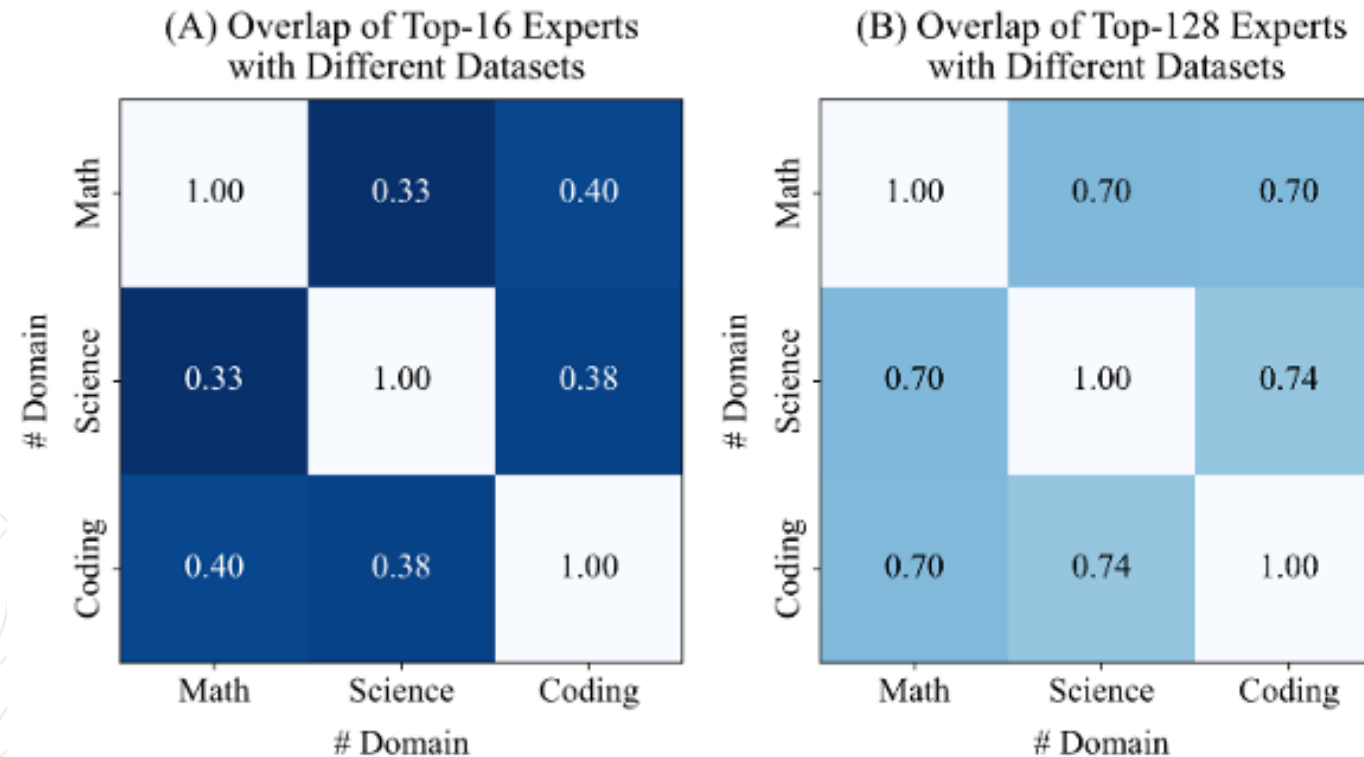 (A) Overlap of Top-16 Experts
with Different Datasets
Math
1.00
0.33
0.40
Science
0.33
1.00
0.38
Coding
0.40
0.38
1.00
# Domain
Math
Science
Coding
# Domain
(B) Overlap of Top-128 Experts
with Different Datasets
Math
1.00
0.70
0.70
Science
0.70
1.00
0.74
Coding
0.70
0.74
1.00
# Domain
Math
Science
Coding
# Domain